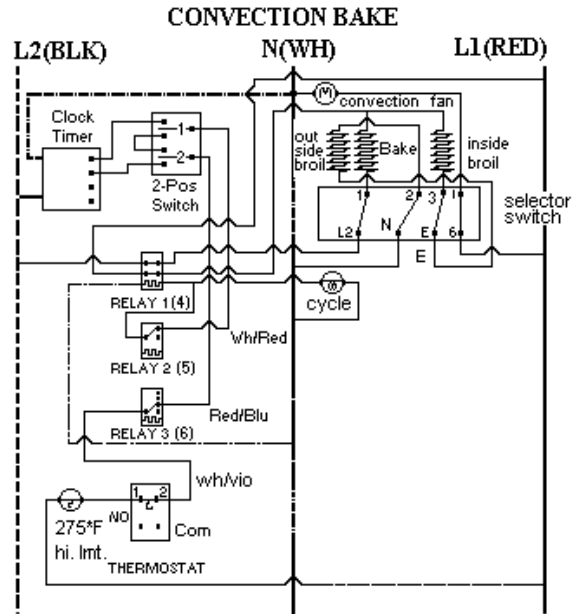 CONVECTION BAKE
L2(BLK) N(WH) L1(RED)
Clock
Timer
1
2
2-Pos
Switch
M
convection fan
out
side
broil
Bake
inside
broil
1 2 3 I
L2 N E 6
selector
switch
E
RELAY 1 (4)
cycle
Wh/Red
RELAY 2 (5)
Red/Blu
RELAY 3 (6)
wh/vio
1 2
NO
Com
275*F
hi. lmt.
THERMOSTAT